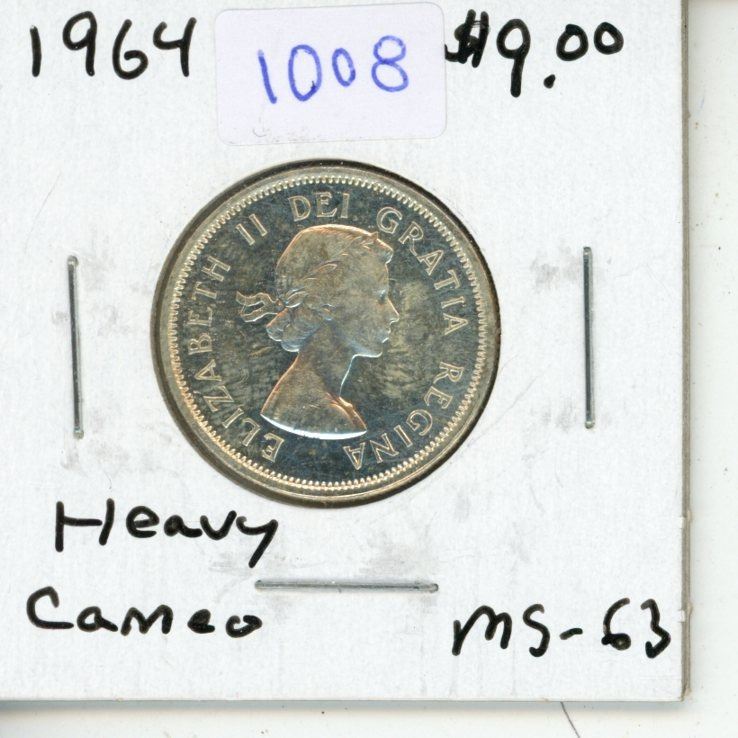 1964 1008 $9.00
ELIZABETH II DEI GRATIA REGINA
Heavy
Cameo MS-63